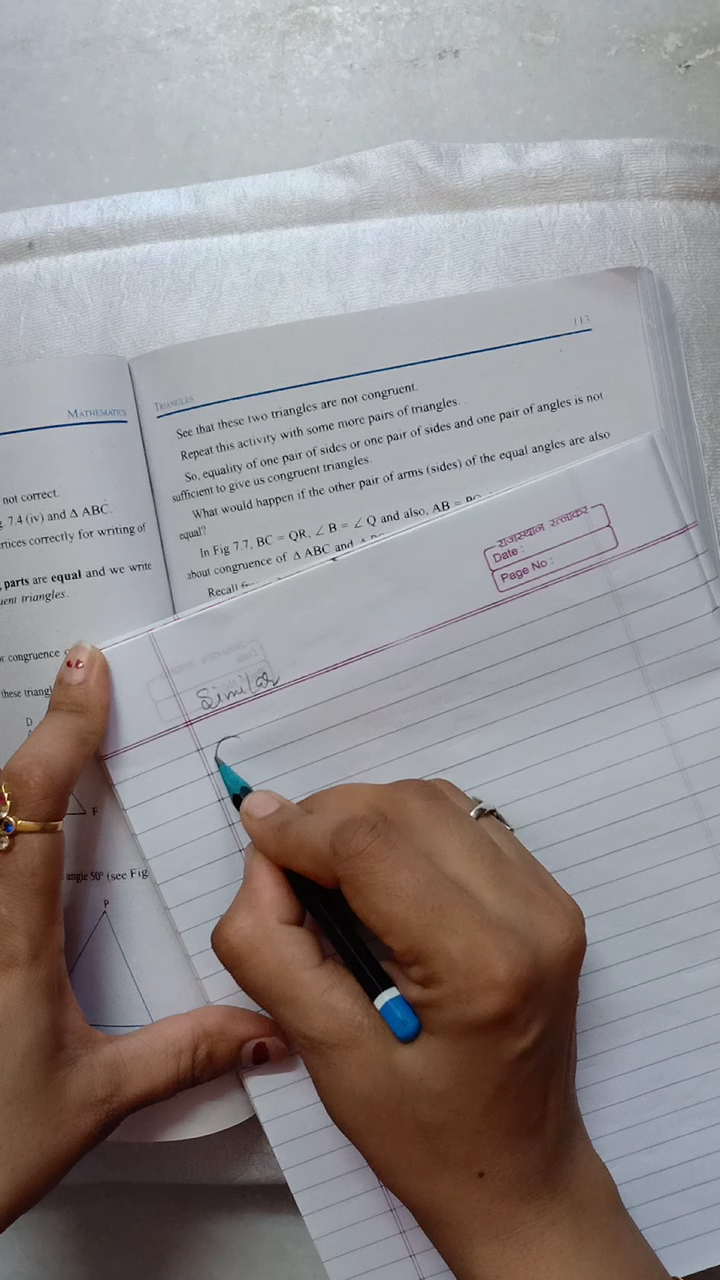 MATHEMATICS
not correct.
7.4 (iv) and Δ ABC.
rtices correctly for writing of
parts are equal and we write
uent triangles.
congruence
these triangl
D
F
angle 50° (see Fig
P
TRIANGLES
113
See that these two triangles are not congruent.
Repeat this activity with some more pairs of triangles.
So, equality of one pair of sides or one pair of sides and one pair of angles is not
sufficient to give us congruent triangles.
What would happen if the other pair of arms (sides) of the equal angles are also
equal?
In Fig 7.7, BC = QR, ∠ B = ∠ Q and also, AB =
about congruence of Δ ABC and
Recall
राजस्थान रत्नाकर
Date :
Page No :
Similar